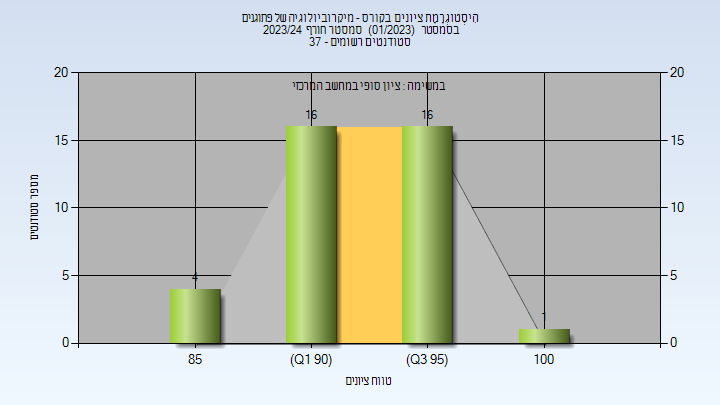 הִיסְטוֹגְרָמַת ציונים בקורס - מיקרוביולוגיה של פתוגנים
בסמסטר (01/2023) סמסטר חורף 2023/24
סטודנטים רשומים - 37
במשימה : ציון סופי במחשב המרכזי
20
15
10
5
0
20
15
10
5
0
מספר סטודנטים
4
16
16
1
85
(Q1 90)
(Q3 95)
100
טווח ציונים